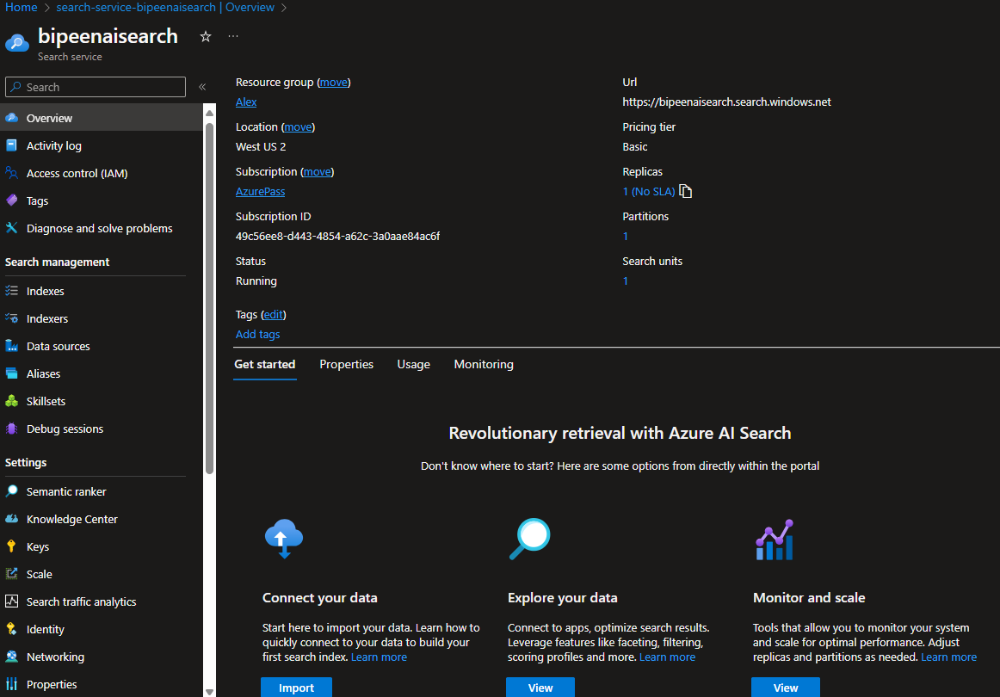 Home > search-service-bipeenaisearch | Overview >
bipeenaisearch
Search service
Search
Overview
Activity log
Access control (IAM)
Tags
Diagnose and solve problems
Search management
Indexes
Indexers
Data sources
Aliases
Skillsets
Debug sessions
Settings
Semantic ranker
Knowledge Center
Keys
Scale
Search traffic analytics
Identity
Networking
Properties
Resource group (move)
Alex
Location (move)
West US 2
Subscription (move)
AzurePass
Subscription ID
49c56ee8-d443-4854-a62c-3a0aae84ac6f
Status
Running
Tags (edit)
Add tags
Url
https://bipeenaisearch.search.windows.net
Pricing tier
Basic
Replicas
1 (No SLA)
Partitions
1
Search units
1
Get started Properties Usage Monitoring
Revolutionary retrieval with Azure AI Search
Don't know where to start? Here are some options from directly within the portal
Connect your data
Start here to import your data. Learn how to
quickly connect to your data to build your
first search index. Learn more
Import
Explore your data
Connect to apps, optimize search results.
Leverage features like faceting, filtering,
scoring profiles and more. Learn more
View
Monitor and scale
Tools that allow you to monitor your system
and scale for optimal performance. Adjust
replicas and partitions as needed. Learn more
View